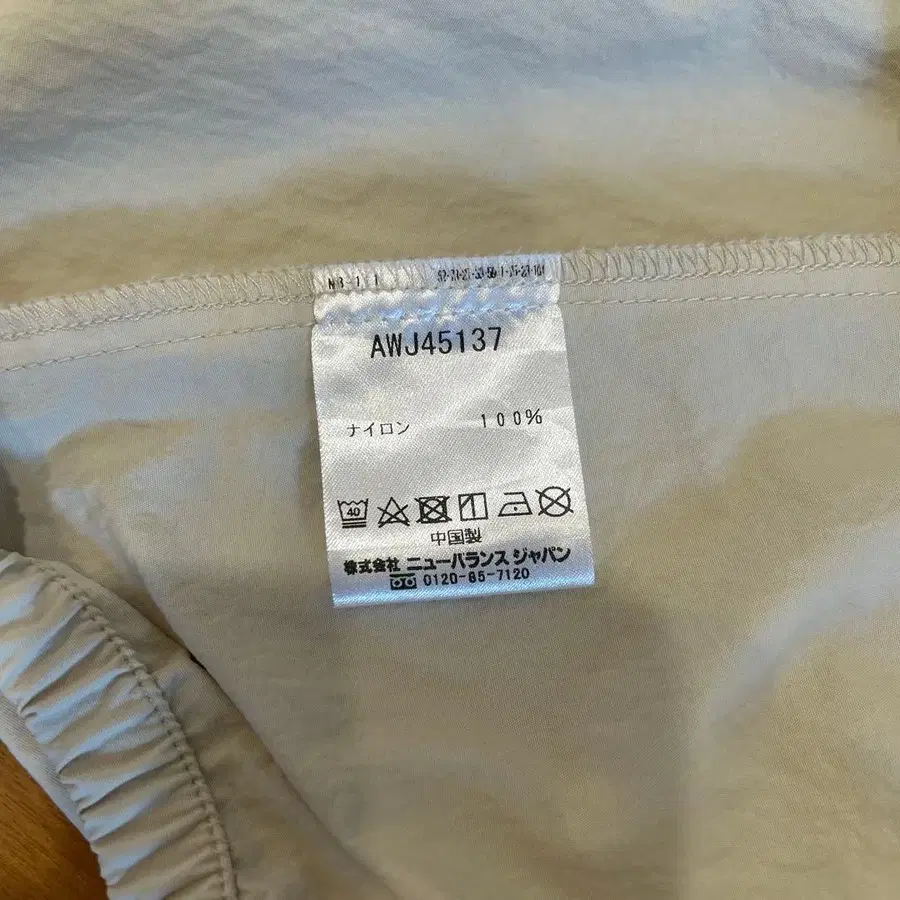 AWJ45137
ナイロン 100%
40
中国製
株式会社 ニューバランス ジャパン
0120-85-7120